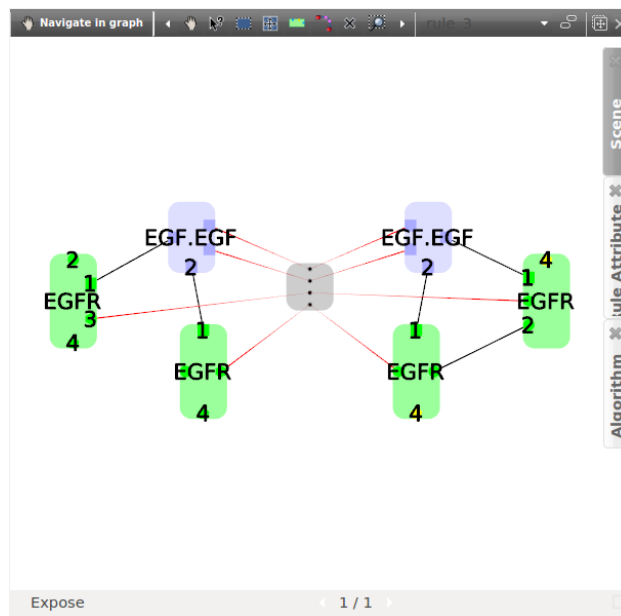 Navigate in graph
rule_3
Scene
Rule Attribute
Algorithm
EGF.EGF
2
EGF.EGF
2
2
1
EGFR
3
4
4
1
EGFR
2
1
EGFR
4
1
EGFR
4
Expose
1 / 1